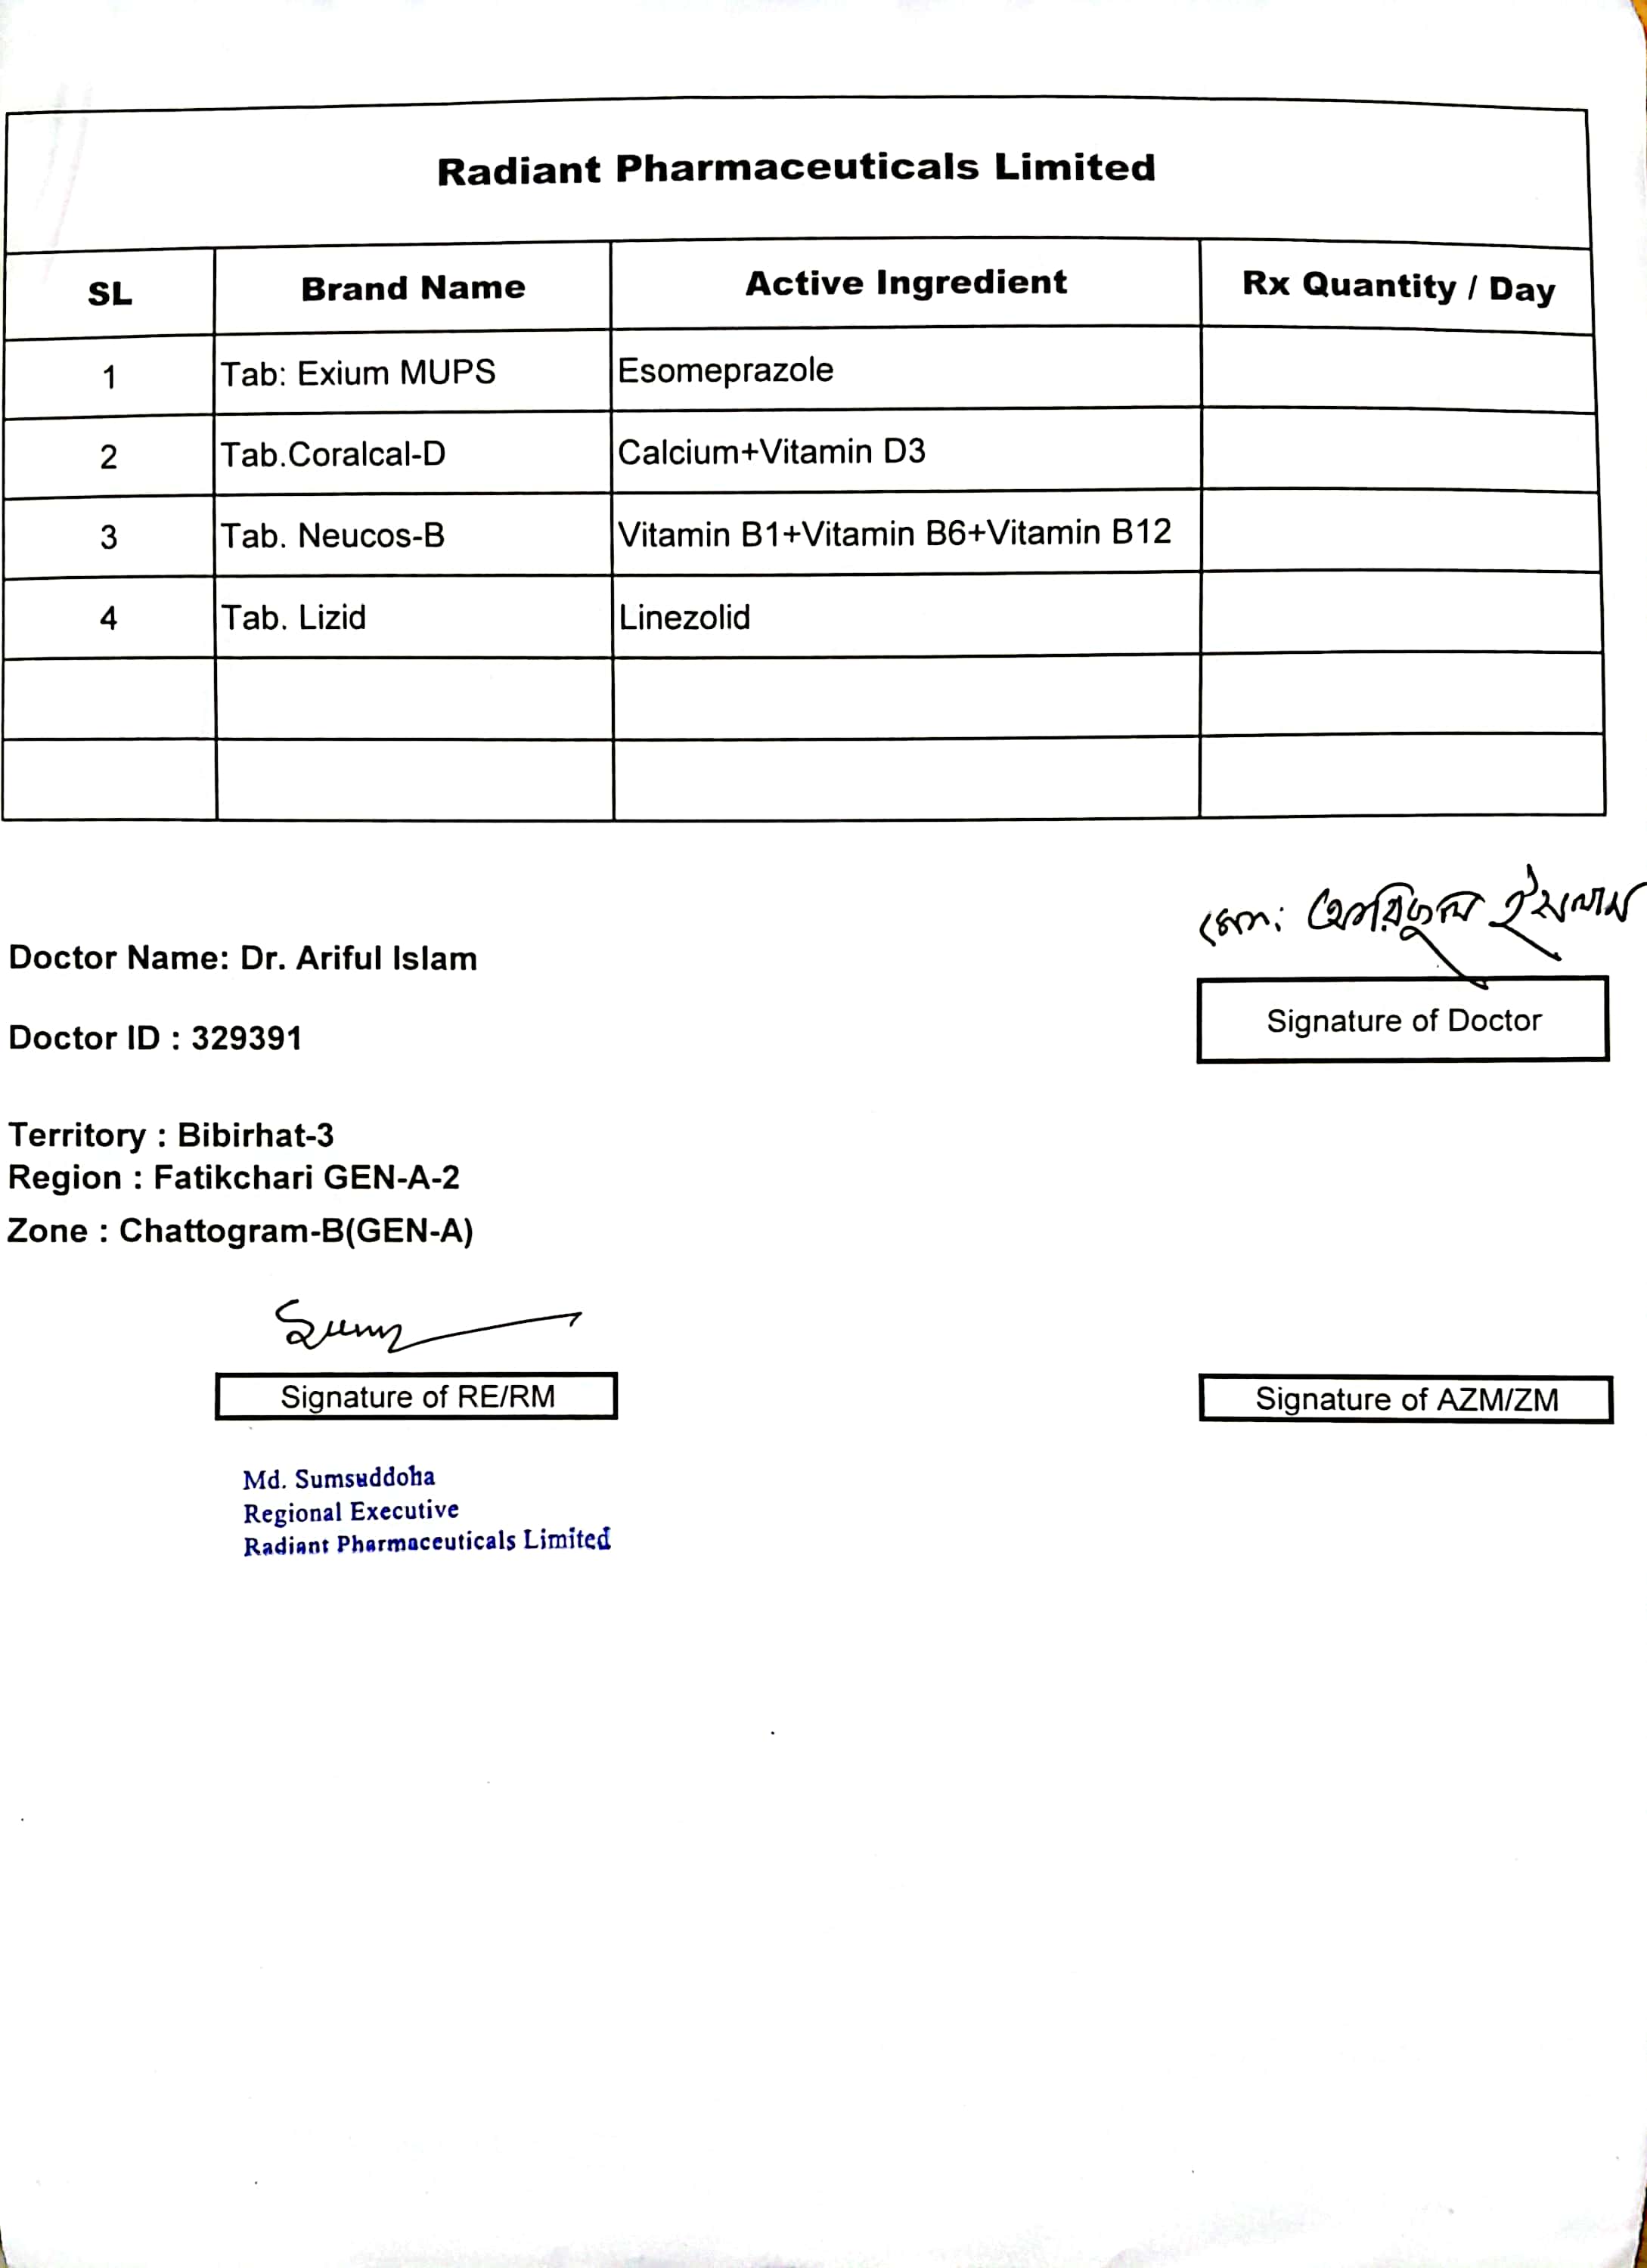 Radiant Pharmaceuticals Limited
SL Brand Name Active Ingredient Rx Quantity / Day
1 Tab: Exium MUPS Esomeprazole
2 Tab.Coralcal-D Calcium+Vitamin D3
3 Tab. Neucos-B Vitamin B1+Vitamin B6+Vitamin B12
4 Tab. Lizid Linezolid
মো: আরিফুল ইসলাম
Doctor Name: Dr. Ariful Islam
Signature of Doctor
Doctor ID : 329391
Territory : Bibirhat-3
Region : Fatikchari GEN-A-2
Zone : Chattogram-B(GEN-A)
Signature of RE/RM Signature of AZM/ZM
Md. Sumsuddoha
Regional Executive
Radiant Pharmaceuticals Limited